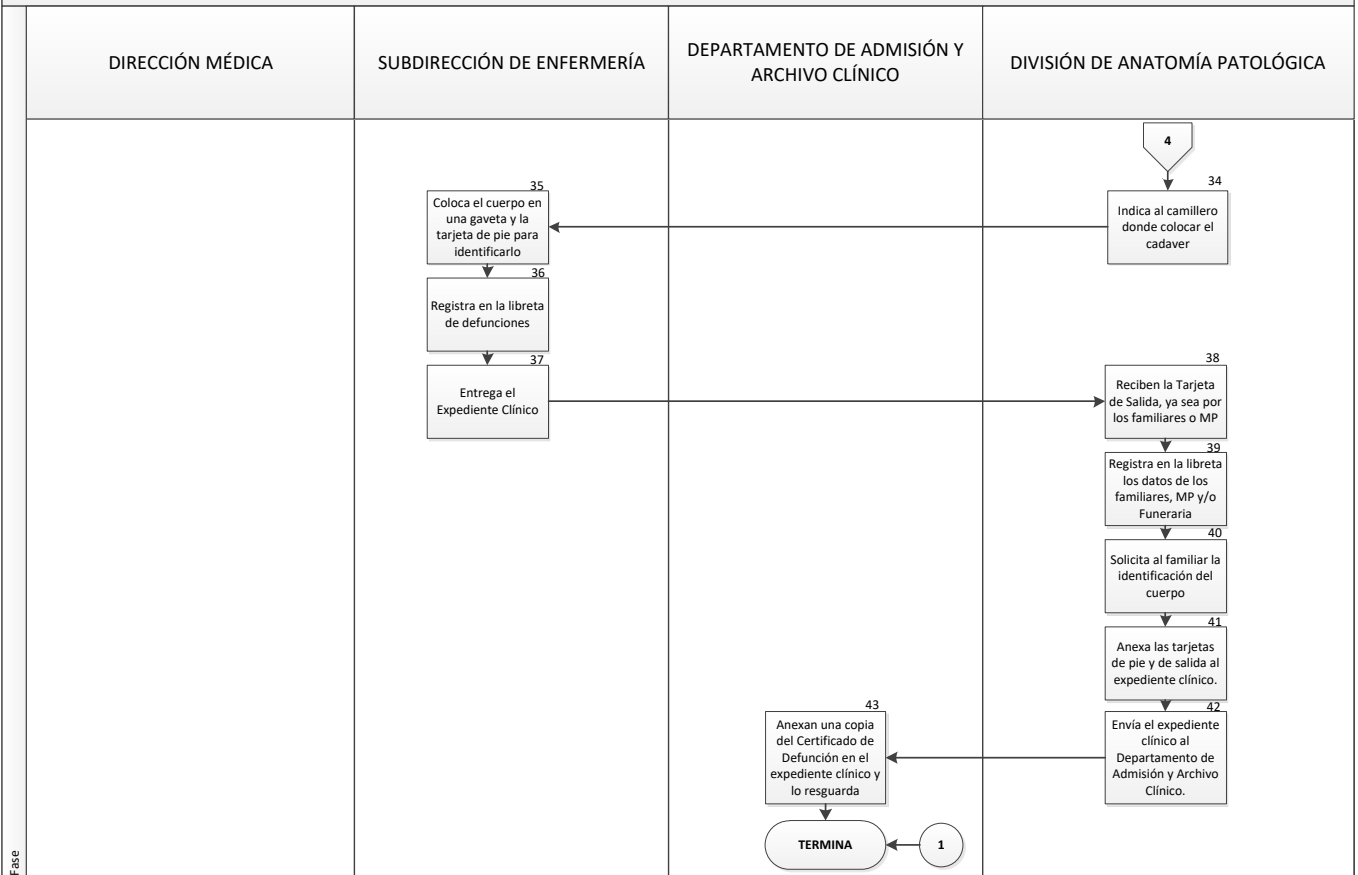 DIRECCIÓN MÉDICA
SUBDIRECCIÓN DE ENFERMERÍA
DEPARTAMENTO DE ADMISIÓN Y
ARCHIVO CLÍNICO
DIVISIÓN DE ANATOMÍA PATOLÓGICA
4
34
Indica al camillero
donde colocar el
cadaver
35
Coloca el cuerpo en
una gaveta y la
tarjeta de pie para
identificarlo
36
Registra en la libreta
de defunciones
37
Entrega el
Expediente Clínico
38
Reciben la Tarjeta
de Salida, ya sea por
los familiares o MP
39
Registra en la libreta
los datos de los
familiares, MP y/o
Funeraria
40
Solicita al familiar la
identificación del
cuerpo
41
Anexa las tarjetas
de pie y de salida al
expediente clínico.
42
Envía el expediente
clínico al
Departamento de
Admisión y Archivo
Clínico.
43
Anexan una copia
del Certificado de
Defunción en el
expediente clínico y
lo resguarda
TERMINA
1
Fase